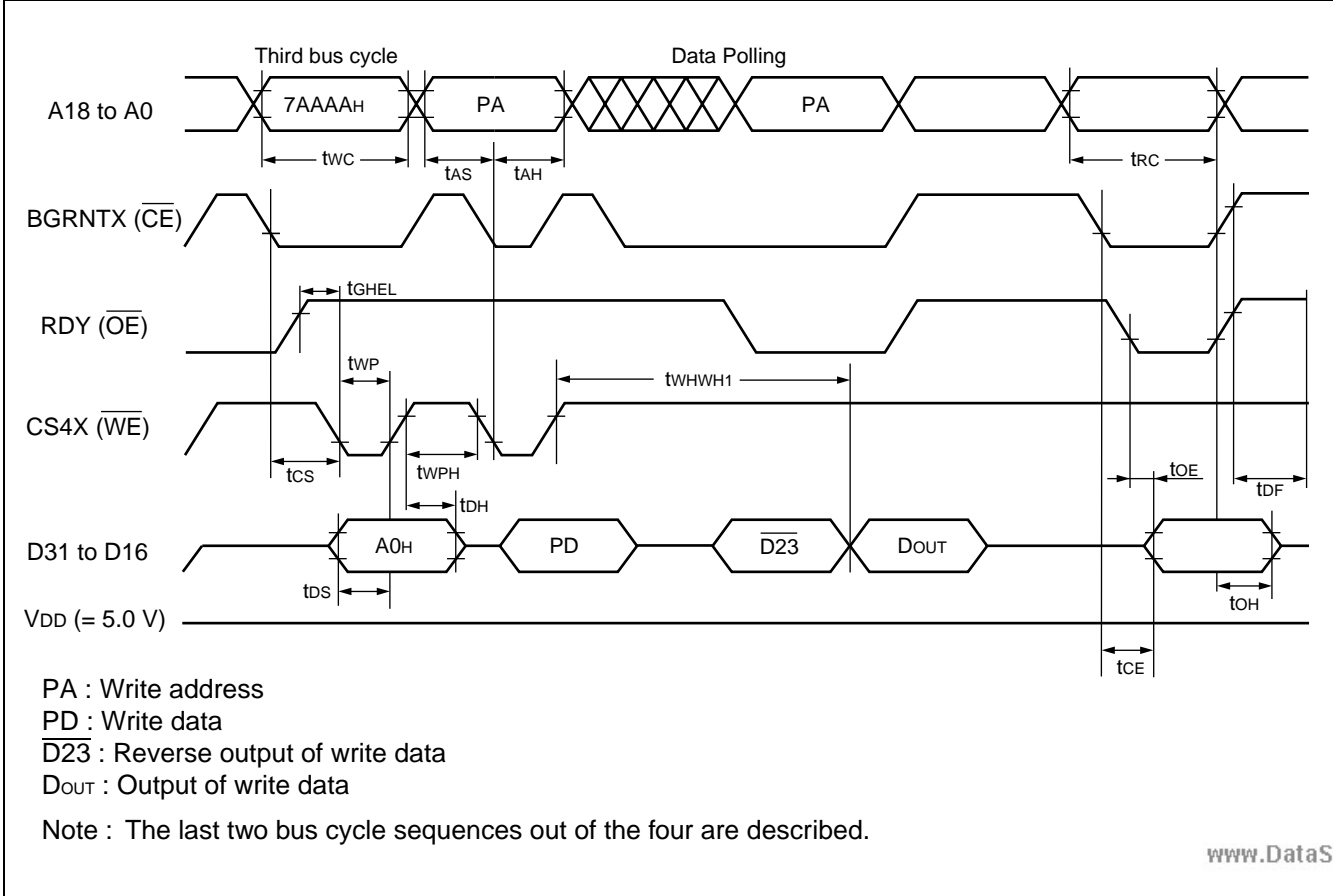 Third bus cycle
Data Polling
A18 to A0
7AAAAH
PA
PA
tWC
tAS
tAH
tRC
BGRNTX (CE)
tGHEL
RDY (OE)
tWP
tWHWH1
CS4X (WE)
tCS
tWPH
tOE
tDF
tDH
D31 to D16
A0H
PD
D23
DOUT
tDS
tOH
VDD (= 5.0 V)
tCE
PA : Write address
PD : Write data
D23 : Reverse output of write data
DOUT : Output of write data
Note : The last two bus cycle sequences out of the four are described.
www.DataS